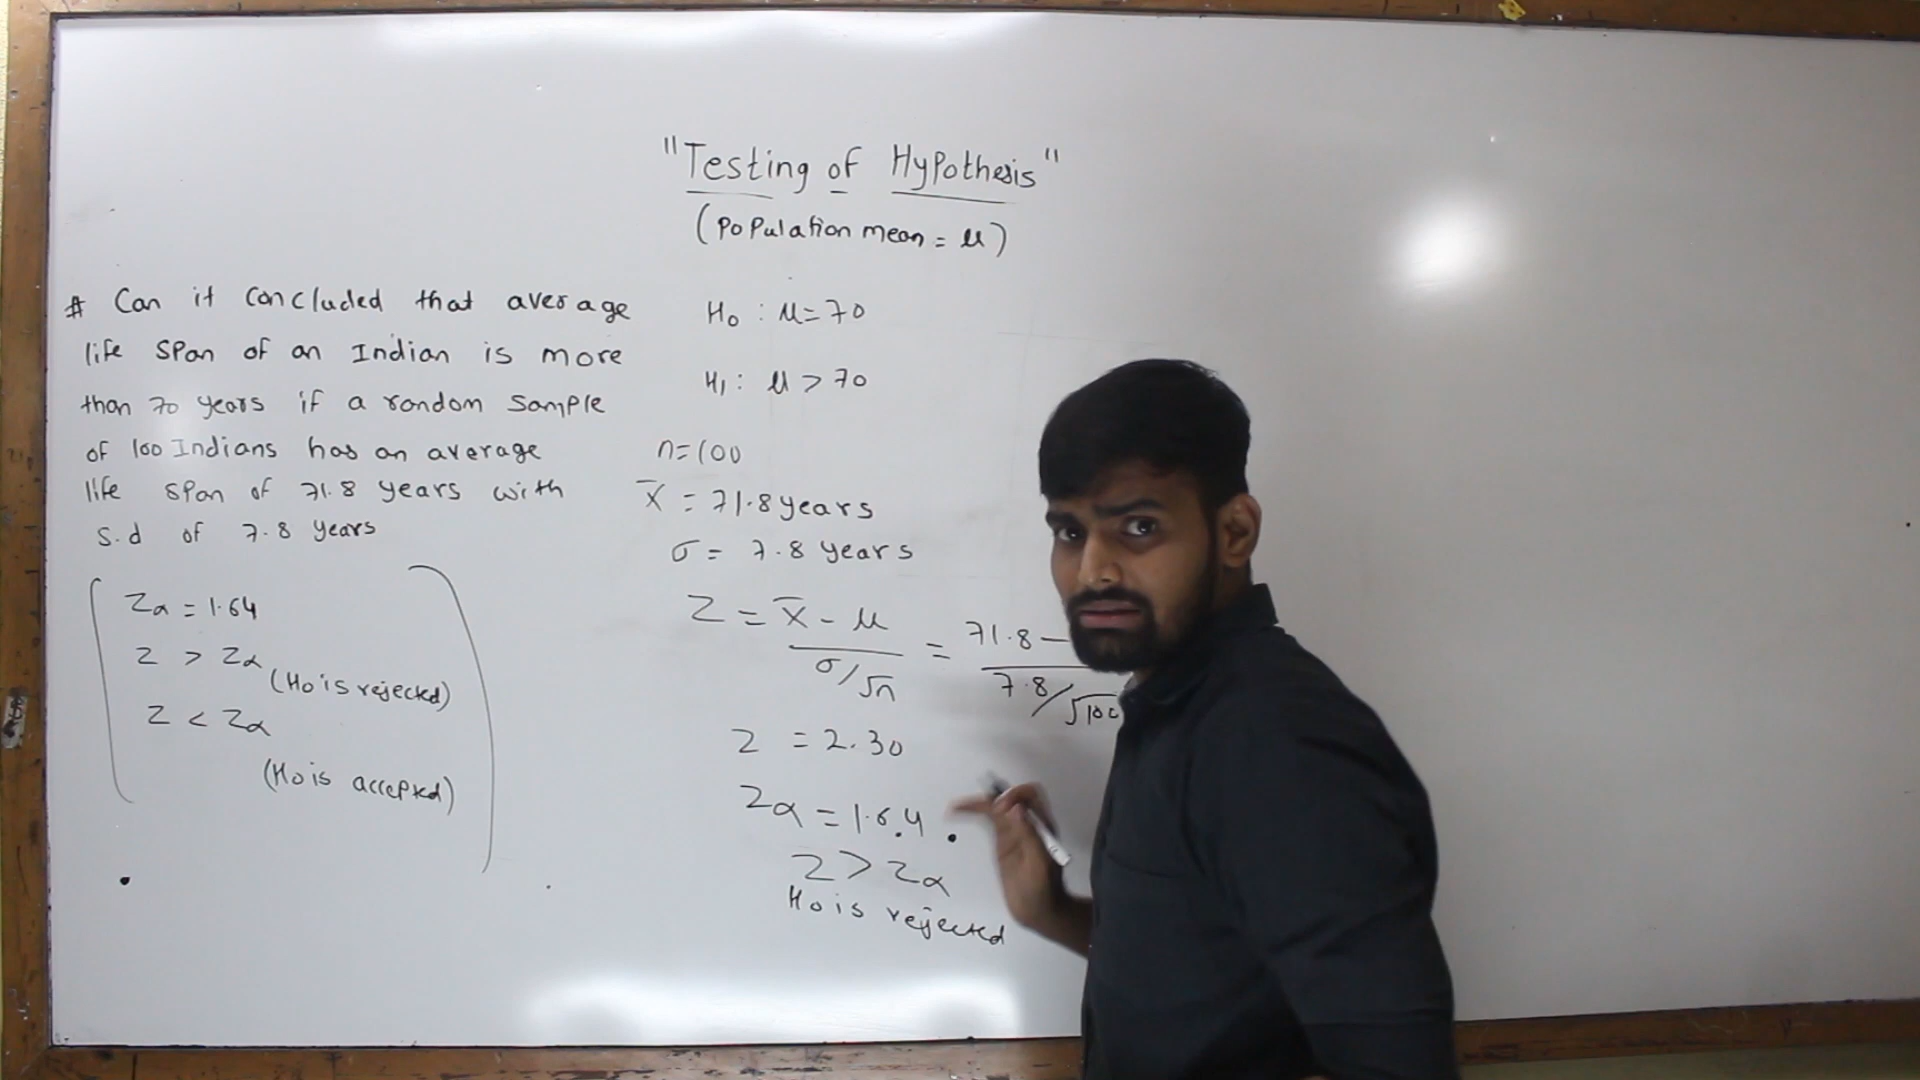 "Testing of Hypothesis"
(population mean = μ)
# Can it concluded that average
life span of an Indian is more
than 70 years if a random sample
of 100 Indians has an average
life span of 71.8 years with
s.d of 7.8 years
Zα = 1.64
Z > Zα
(Ho is rejected)
Z < Zα
(Ho is accepted)
H₀ : μ = 70
H₁ : μ > 70
n = 100
x̄ = 71.8 years
σ = 7.8 years
Z = x̄ - μ / σ/√n = 71.8 – / 7.8/√100
Z = 2.30
Zα = 1.64
Z > Zα
Ho is rejected